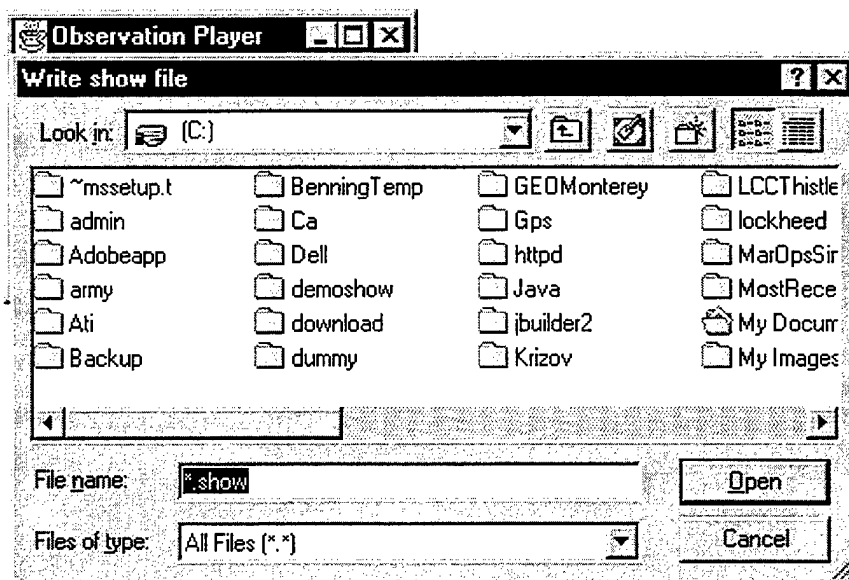 Observation Player
Write show file
Look in: (C:)
~mssetup.t BenningTemp GEOMonterey LCCThistle
admin Ca Gps lockheed
Adobeapp Dell httpd MarOpsSir
army demoshow Java MostRece
Ati download jbuilder2 My Docum
Backup dummy Krizov My Images
File name: *.show Open
Files of type: All Files (*.*) Cancel